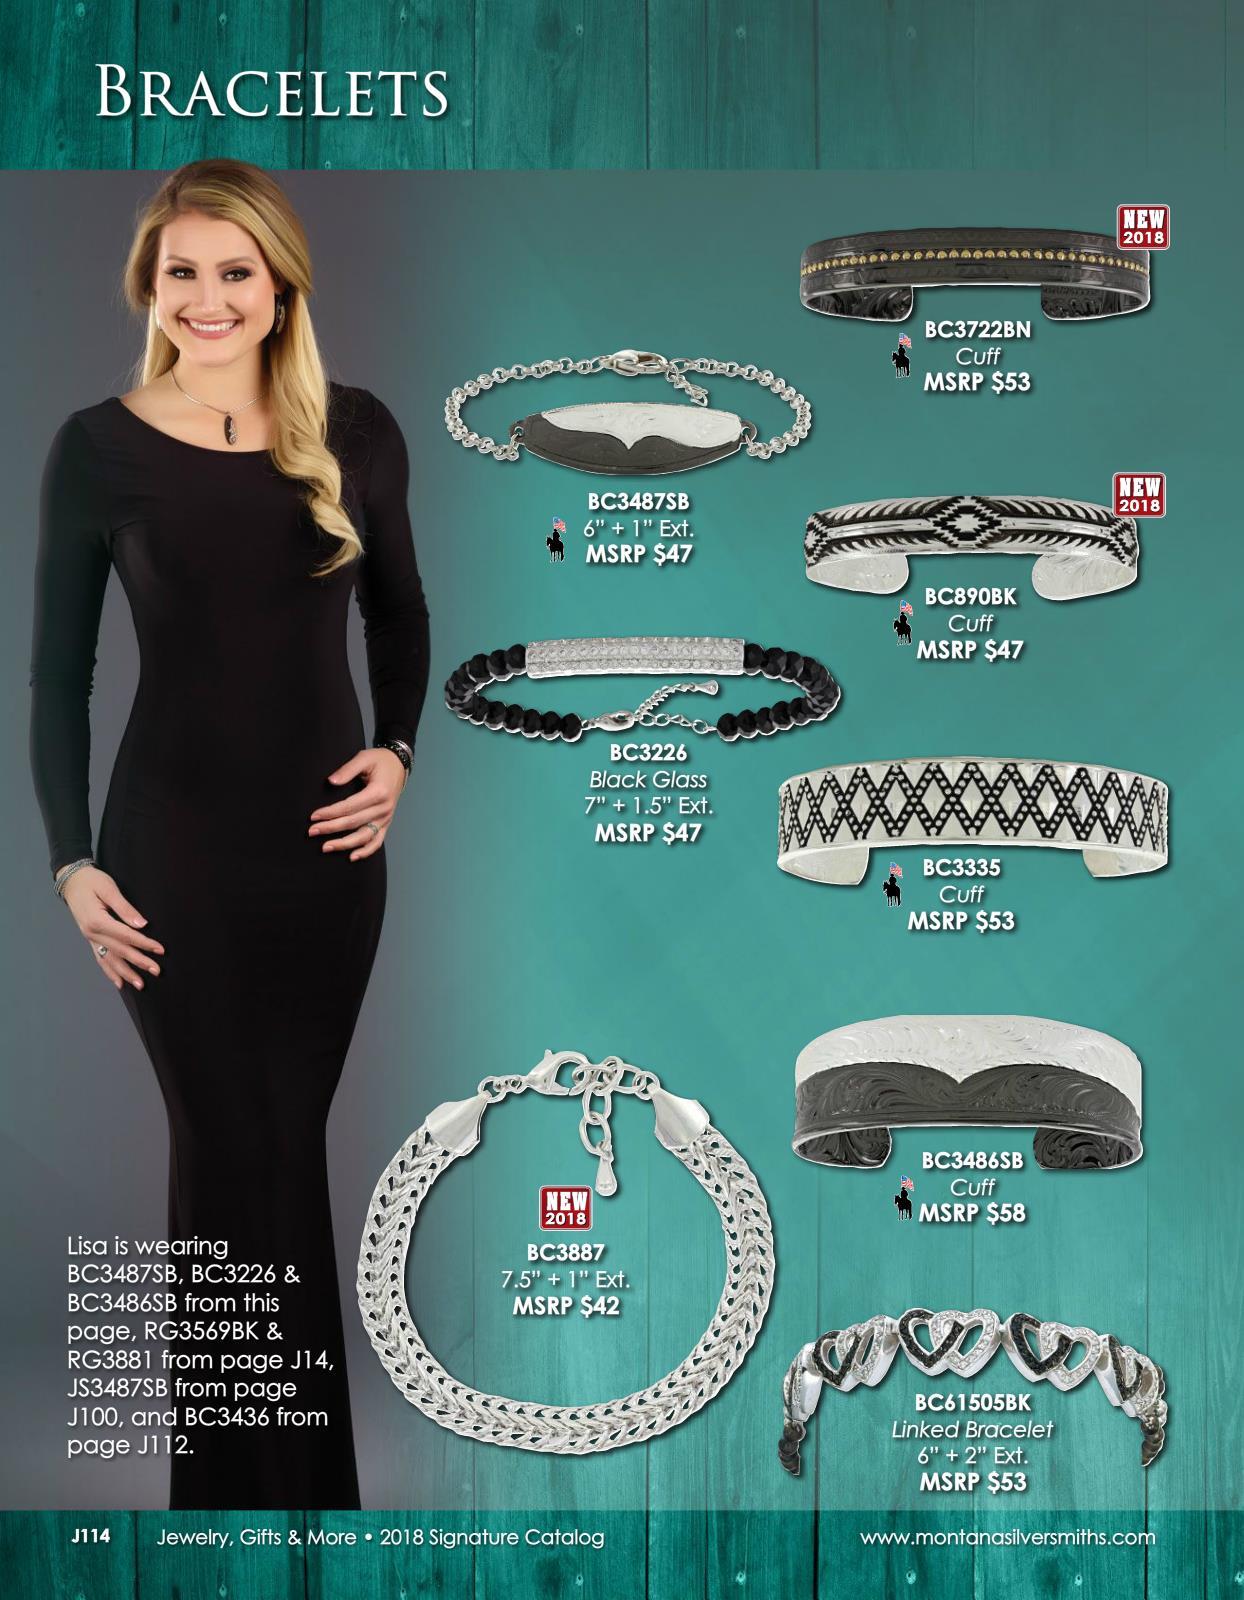 BRACELETS
NEW
2018
BC3722BN
Cuff
MSRP $53
BC3487SB
6” + 1” Ext.
MSRP $47
NEW
2018
BC890BK
Cuff
MSRP $47
BC3226
Black Glass
7” + 1.5” Ext.
MSRP $47
BC3335
Cuff
MSRP $53
BC3486SB
Cuff
MSRP $58
NEW
2018
BC3887
7.5” + 1” Ext.
MSRP $42
BC61505BK
Linked Bracelet
6” + 2” Ext.
MSRP $53
Lisa is wearing
BC3487SB, BC3226 &
BC3486SB from this
page, RG3569BK &
RG3881 from page J14,
JS3487SB from page
J100, and BC3436 from
page J112.
J114 Jewelry, Gifts & More • 2018 Signature Catalog www.montanasilversmiths.com